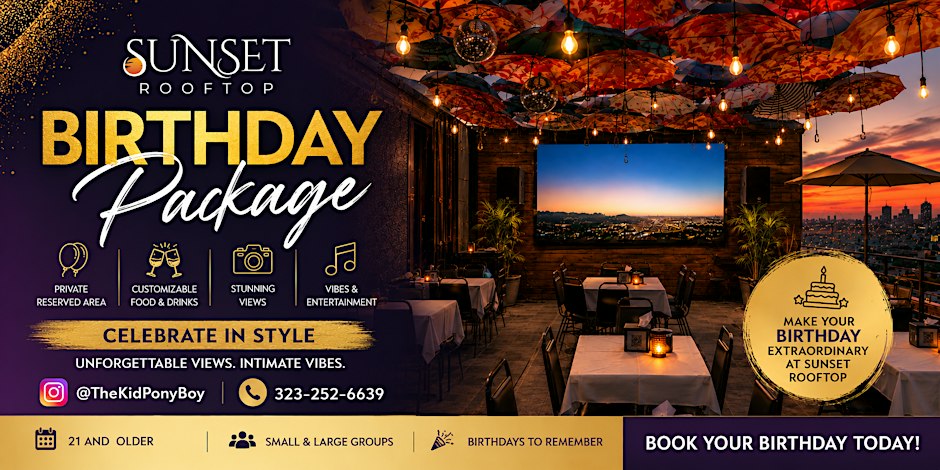 SUNSET
ROOFTOP
BIRTHDAY
Package
PRIVATE
RESERVED AREA
CUSTOMIZABLE
FOOD & DRINKS
STUNNING
VIEWS
VIBES &
ENTERTAINMENT
CELEBRATE IN STYLE
UNFORGETTABLE VIEWS. INTIMATE VIBES.
@TheKidPonyBoy
323-252-6639
MAKE YOUR
BIRTHDAY
EXTRAORDINARY
AT SUNSET
ROOFTOP
21 AND OLDER
SMALL & LARGE GROUPS
BIRTHDAYS TO REMEMBER
BOOK YOUR BIRTHDAY TODAY!